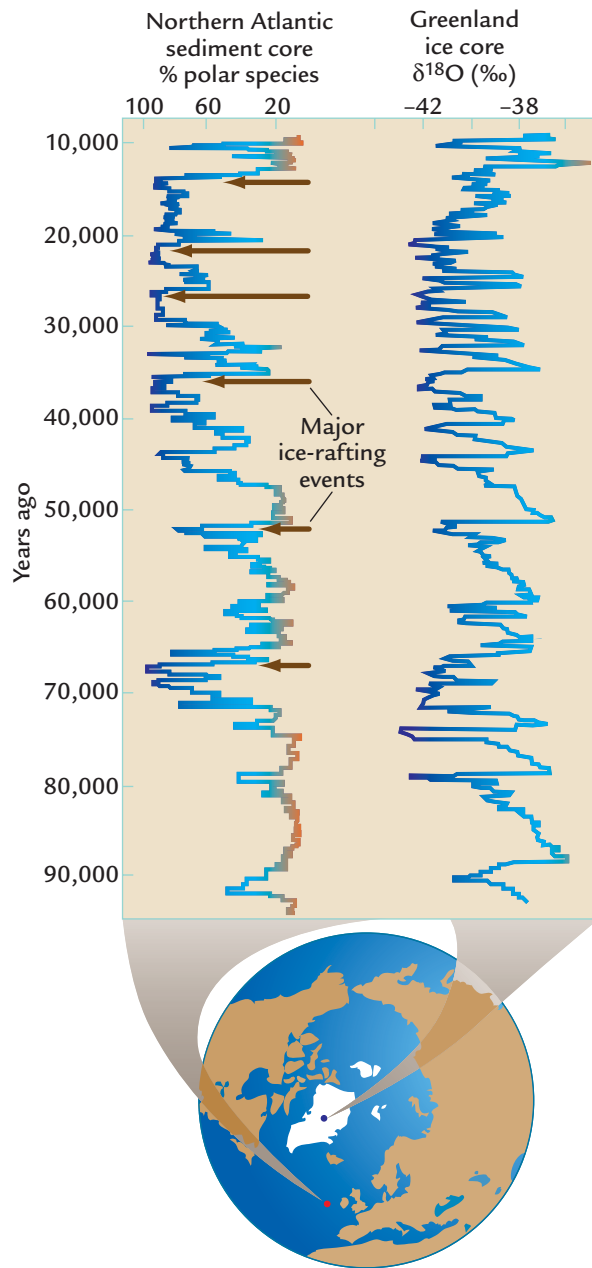 Northern Atlantic
sediment core
% polar species
100 60 20
Greenland
ice core
δ¹⁸O (‰)
–42 –38
Years ago
10,000
20,000
30,000
40,000
50,000
60,000
70,000
80,000
90,000
Major
ice-rafting
events